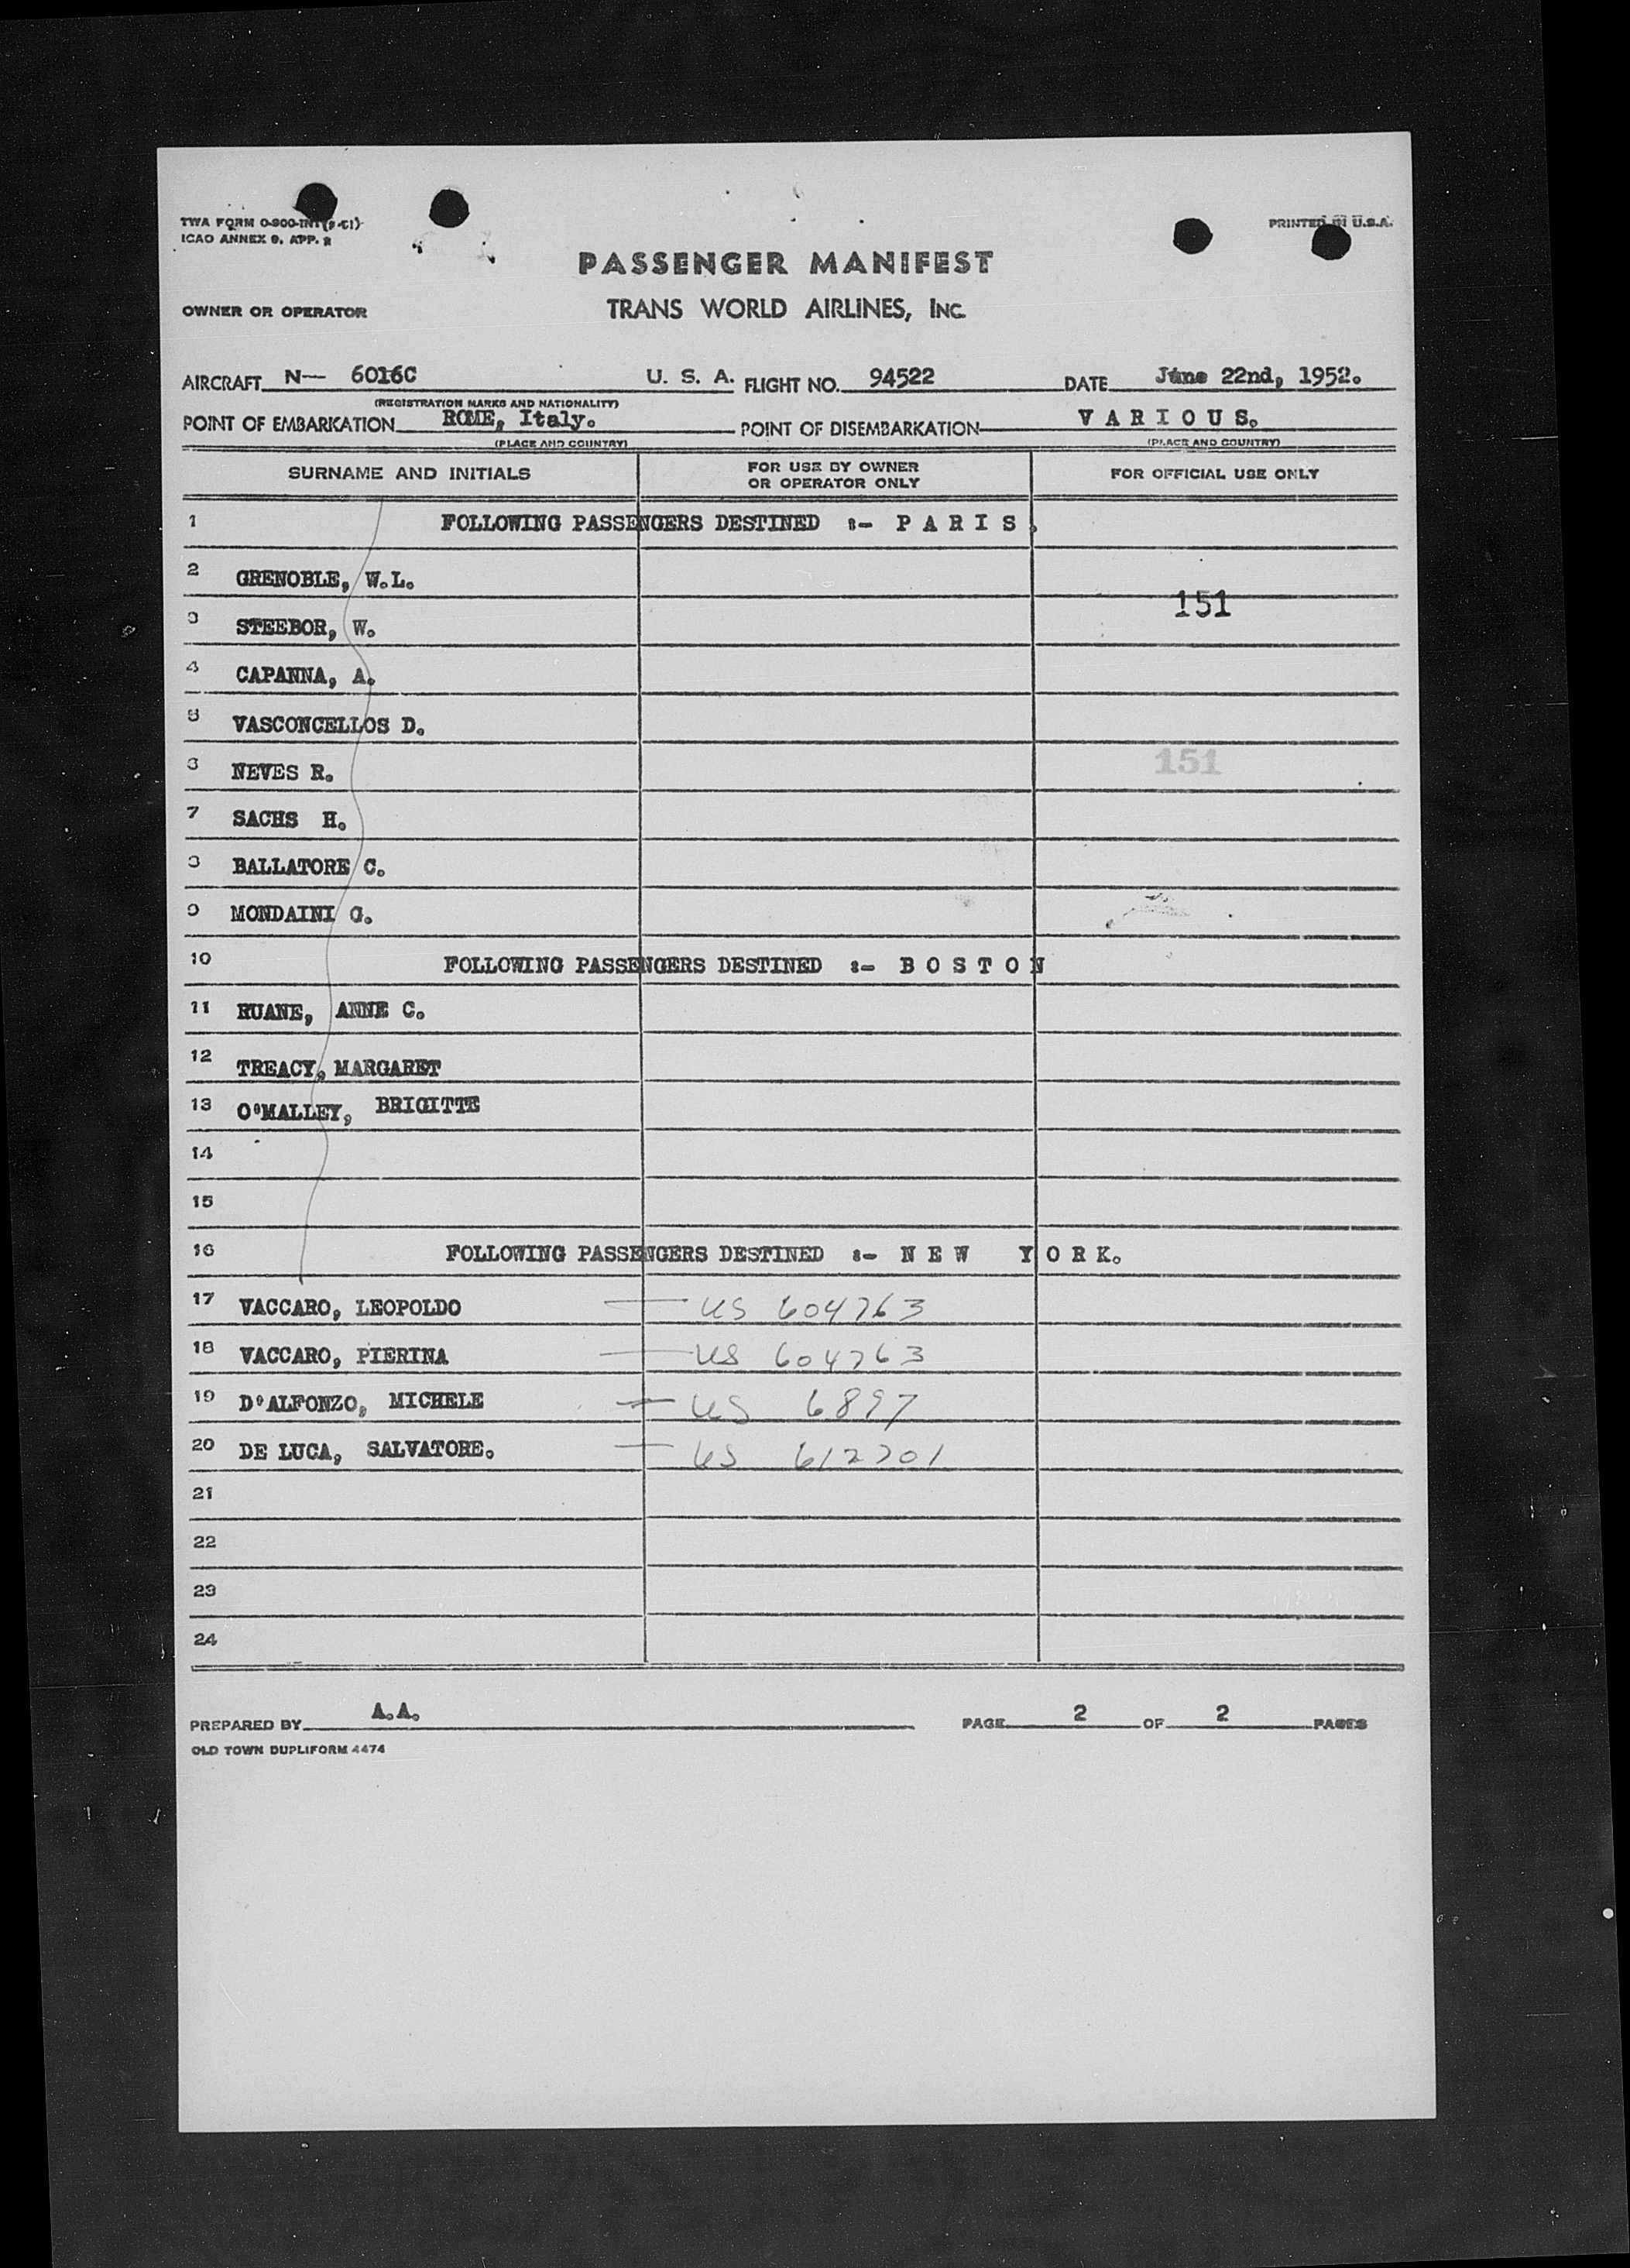 TWA FORM O-900-INT (9-51)
ICAO ANNEX 9, APP. 2
PRINTED IN U.S.A.
PASSENGER MANIFEST
OWNER OR OPERATOR TRANS WORLD AIRLINES, INC.
AIRCRAFT N— 6016C U. S. A. FLIGHT NO. 94522 DATE June 22nd, 1952.
(REGISTRATION MARKS AND NATIONALITY)
POINT OF EMBARKATION ROME, Italy. POINT OF DISEMBARKATION V A R I O U S.
(PLACE AND COUNTRY) (PLACE AND COUNTRY)
SURNAME AND INITIALS FOR USE BY OWNER OR OPERATOR ONLY FOR OFFICIAL USE ONLY
1 FOLLOWING PASSENGERS DESTINED :- P A R I S.
2 GRENOBLE, W.L.
151
3 STEEBOR, W.
4 CAPANNA, A.
5 VASCONCELLOS D.
6 NEVES R. 151
7 SACHS H.
8 BALLATORE C.
9 MONDAINI G.
10 FOLLOWING PASSENGERS DESTINED :- B O S T O N
11 RUANE, ANNE C.
12 TREACY, MARGARET
13 O'MALLEY, BRIGITTE
14
15
16 FOLLOWING PASSENGERS DESTINED :- N E W Y O R K.
17 VACCARO, LEOPOLDO — US 604763
18 VACCARO, PIERINA — US 604763
19 D'ALFONZO, MICHELE — US 6897
20 DE LUCA, SALVATORE. — US 612701
21
22
23
24
PREPARED BY A.A. PAGE 2 OF 2 PAGES
OLD TOWN DUPLIFORM 4474